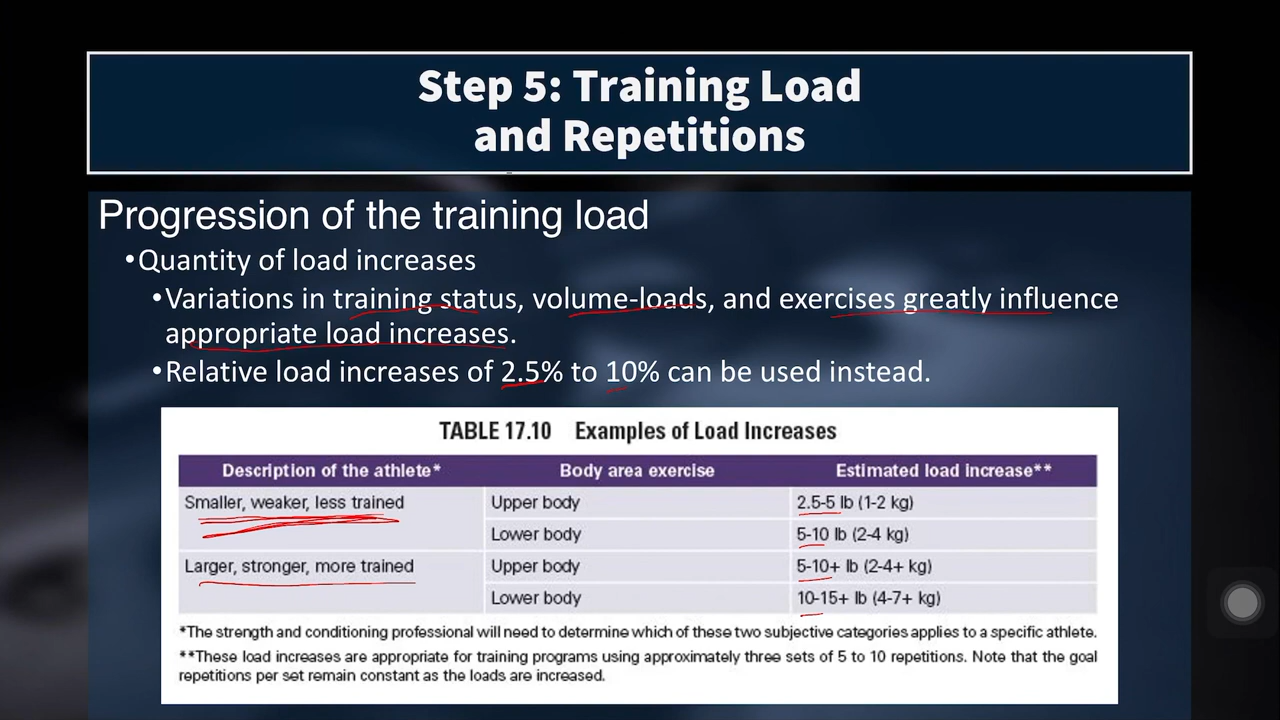 Step 5: Training Load
and Repetitions
Progression of the training load
•Quantity of load increases
•Variations in training status, volume-loads, and exercises greatly influence
appropriate load increases.
•Relative load increases of 2.5% to 10% can be used instead.
TABLE 17.10 Examples of Load Increases
Description of the athlete* Body area exercise Estimated load increase**
Smaller, weaker, less trained Upper body 2.5-5 lb (1-2 kg)
Lower body 5-10 lb (2-4 kg)
Larger, stronger, more trained Upper body 5-10+ lb (2-4+ kg)
Lower body 10-15+ lb (4-7+ kg)
*The strength and conditioning professional will need to determine which of these two subjective categories applies to a specific athlete.
**These load increases are appropriate for training programs using approximately three sets of 5 to 10 repetitions. Note that the goal
repetitions per set remain constant as the loads are increased.